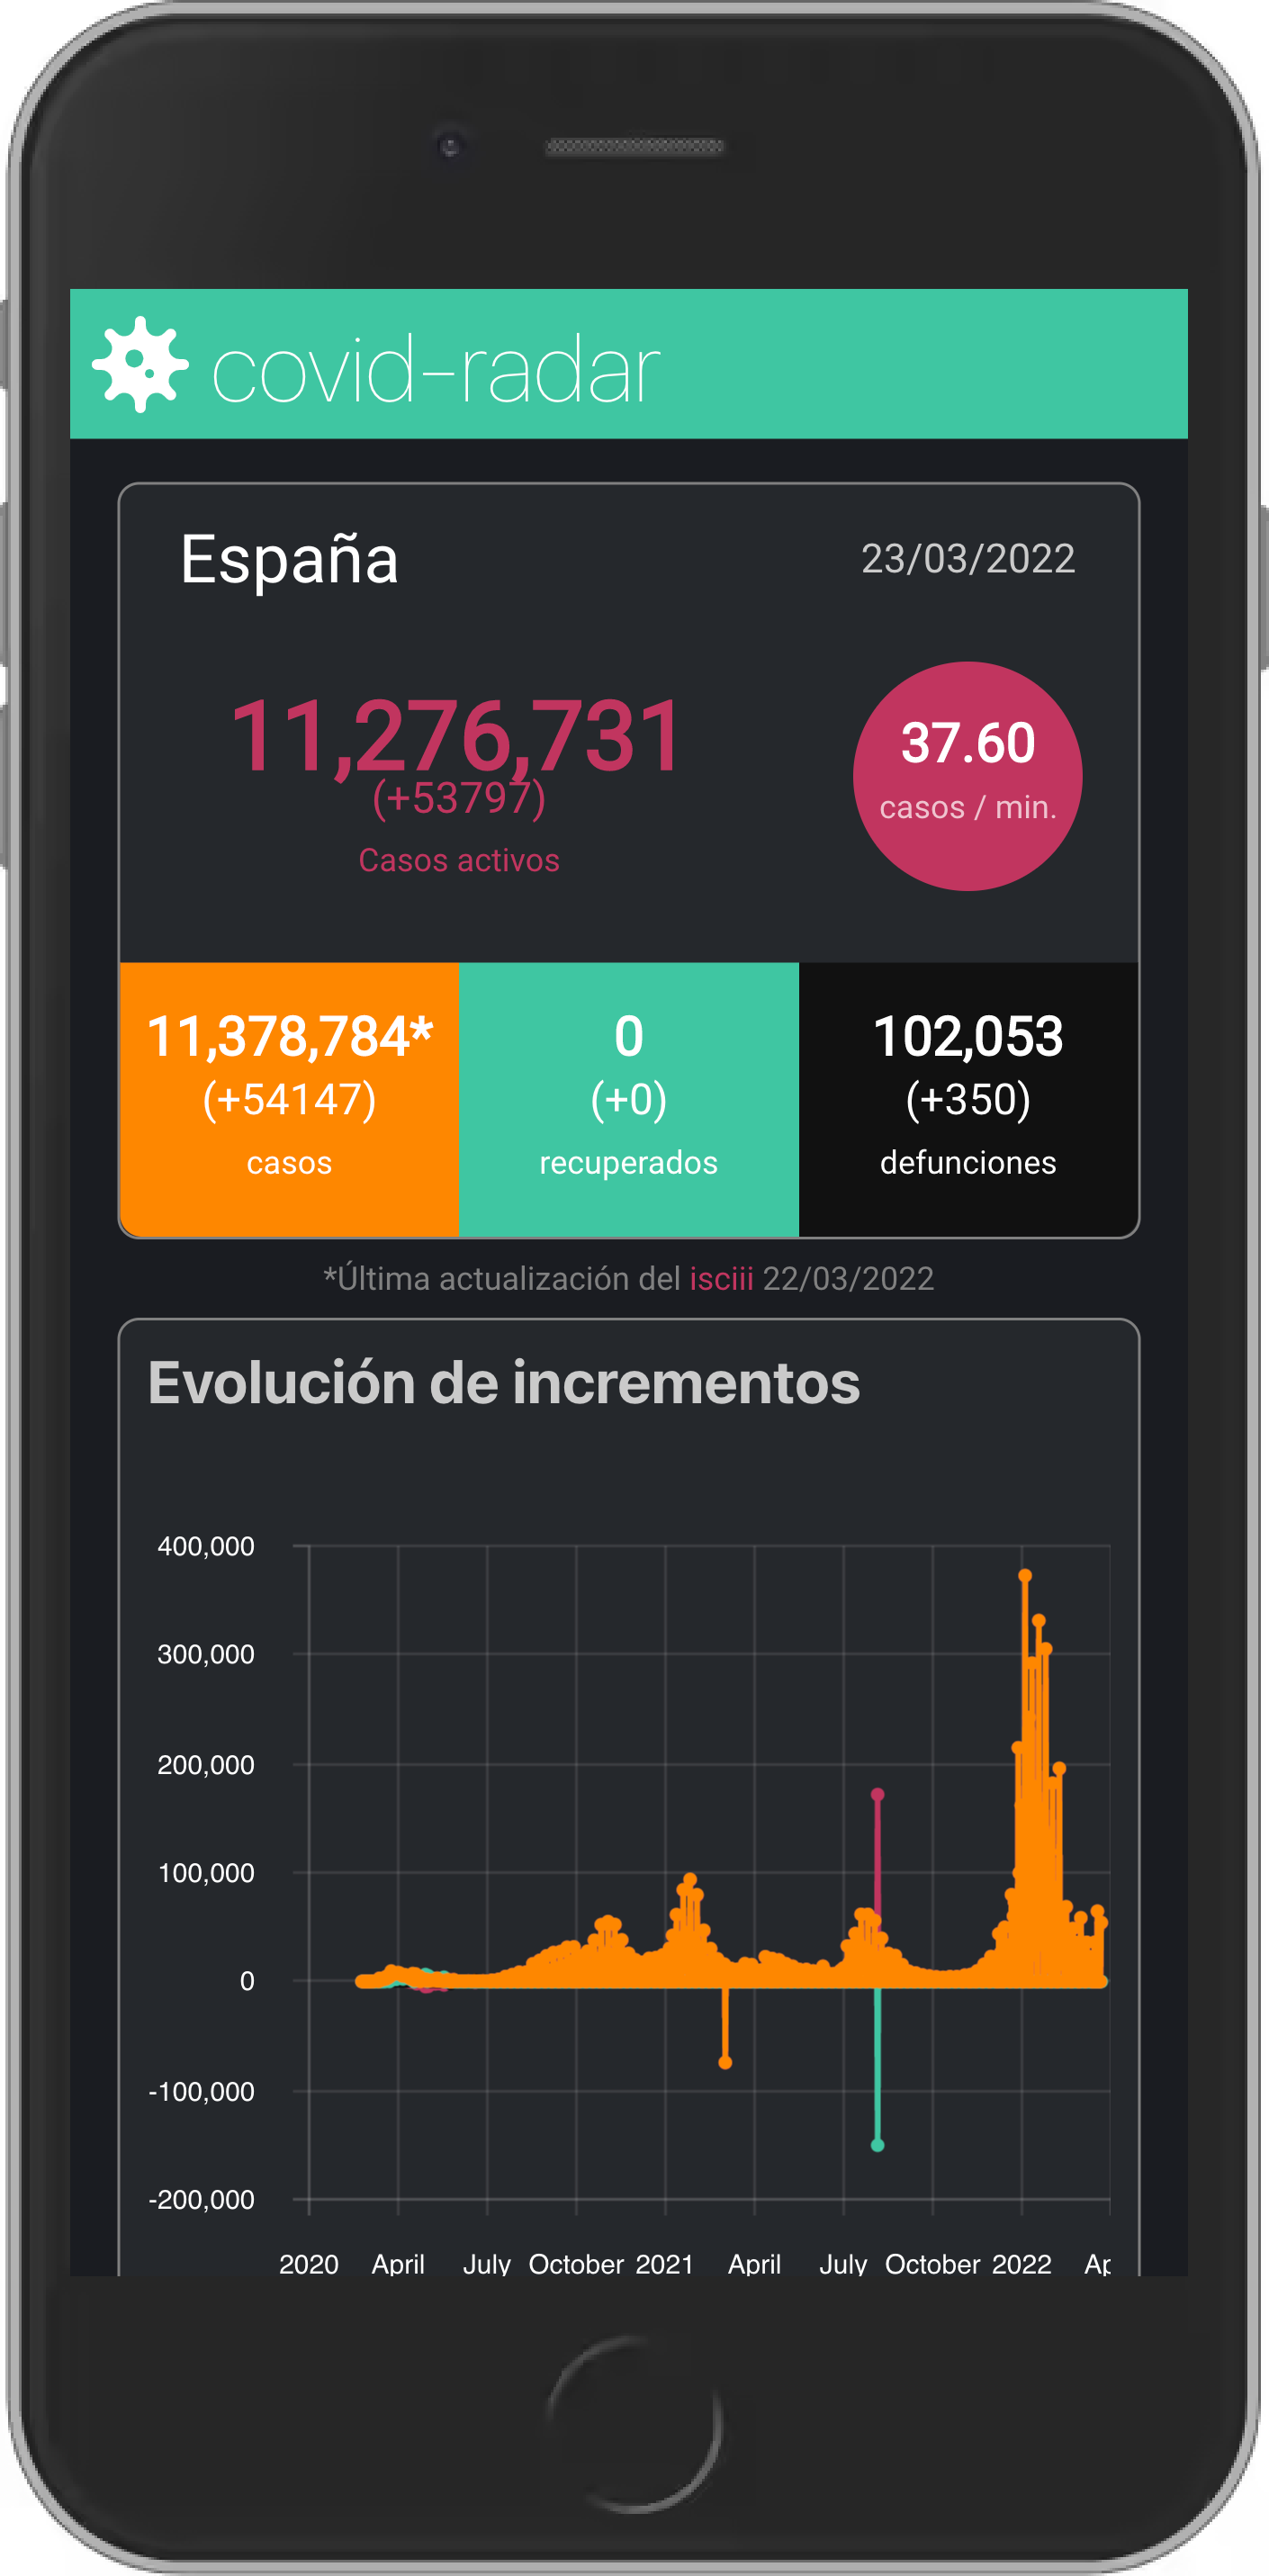 covid-radar
España
23/03/2022
11,276,731
(+53797)
Casos activos
37.60
casos / min.
11,378,784*
(+54147)
casos
0
(+0)
recuperados
102,053
(+350)
defunciones
*Última actualización del isciii 22/03/2022
Evolución de incrementos
400,000
300,000
200,000
100,000
0
-100,000
-200,000
2020 April July October 2021 April July October 2022